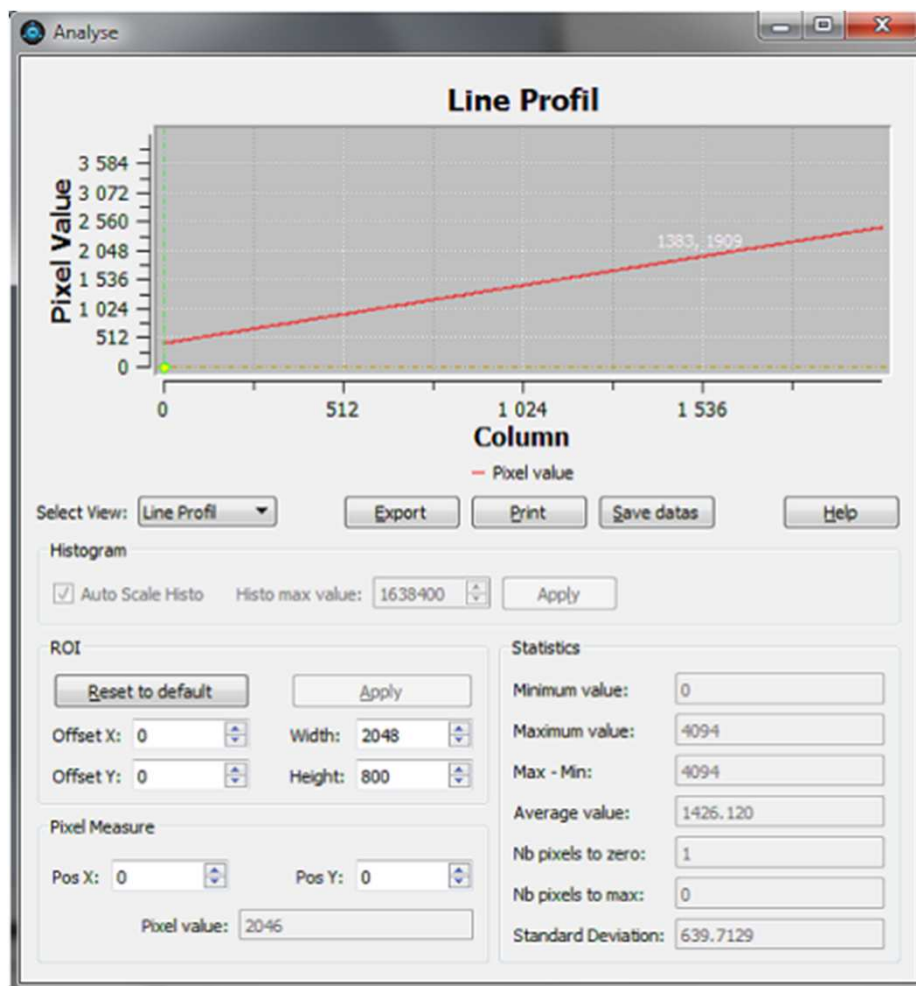 Analyse
Line Profil
Pixel Value
3 584
3 072
2 560
2 048
1 536
1 024
512
0
1383, 1909
0 512 1 024 1 536
Column
Pixel value
Select View: Line Profil Export Print Save datas Help
Histogram
Auto Scale Histo Histo max value: 1638400 Apply
ROI
Reset to default Apply
Offset X: 0 Width: 2048
Offset Y: 0 Height: 800
Pixel Measure
Pos X: 0 Pos Y: 0
Pixel value: 2046
Statistics
Minimum value: 0
Maximum value: 4094
Max - Min: 4094
Average value: 1426.120
Nb pixels to zero: 1
Nb pixels to max: 0
Standard Deviation: 639.7129